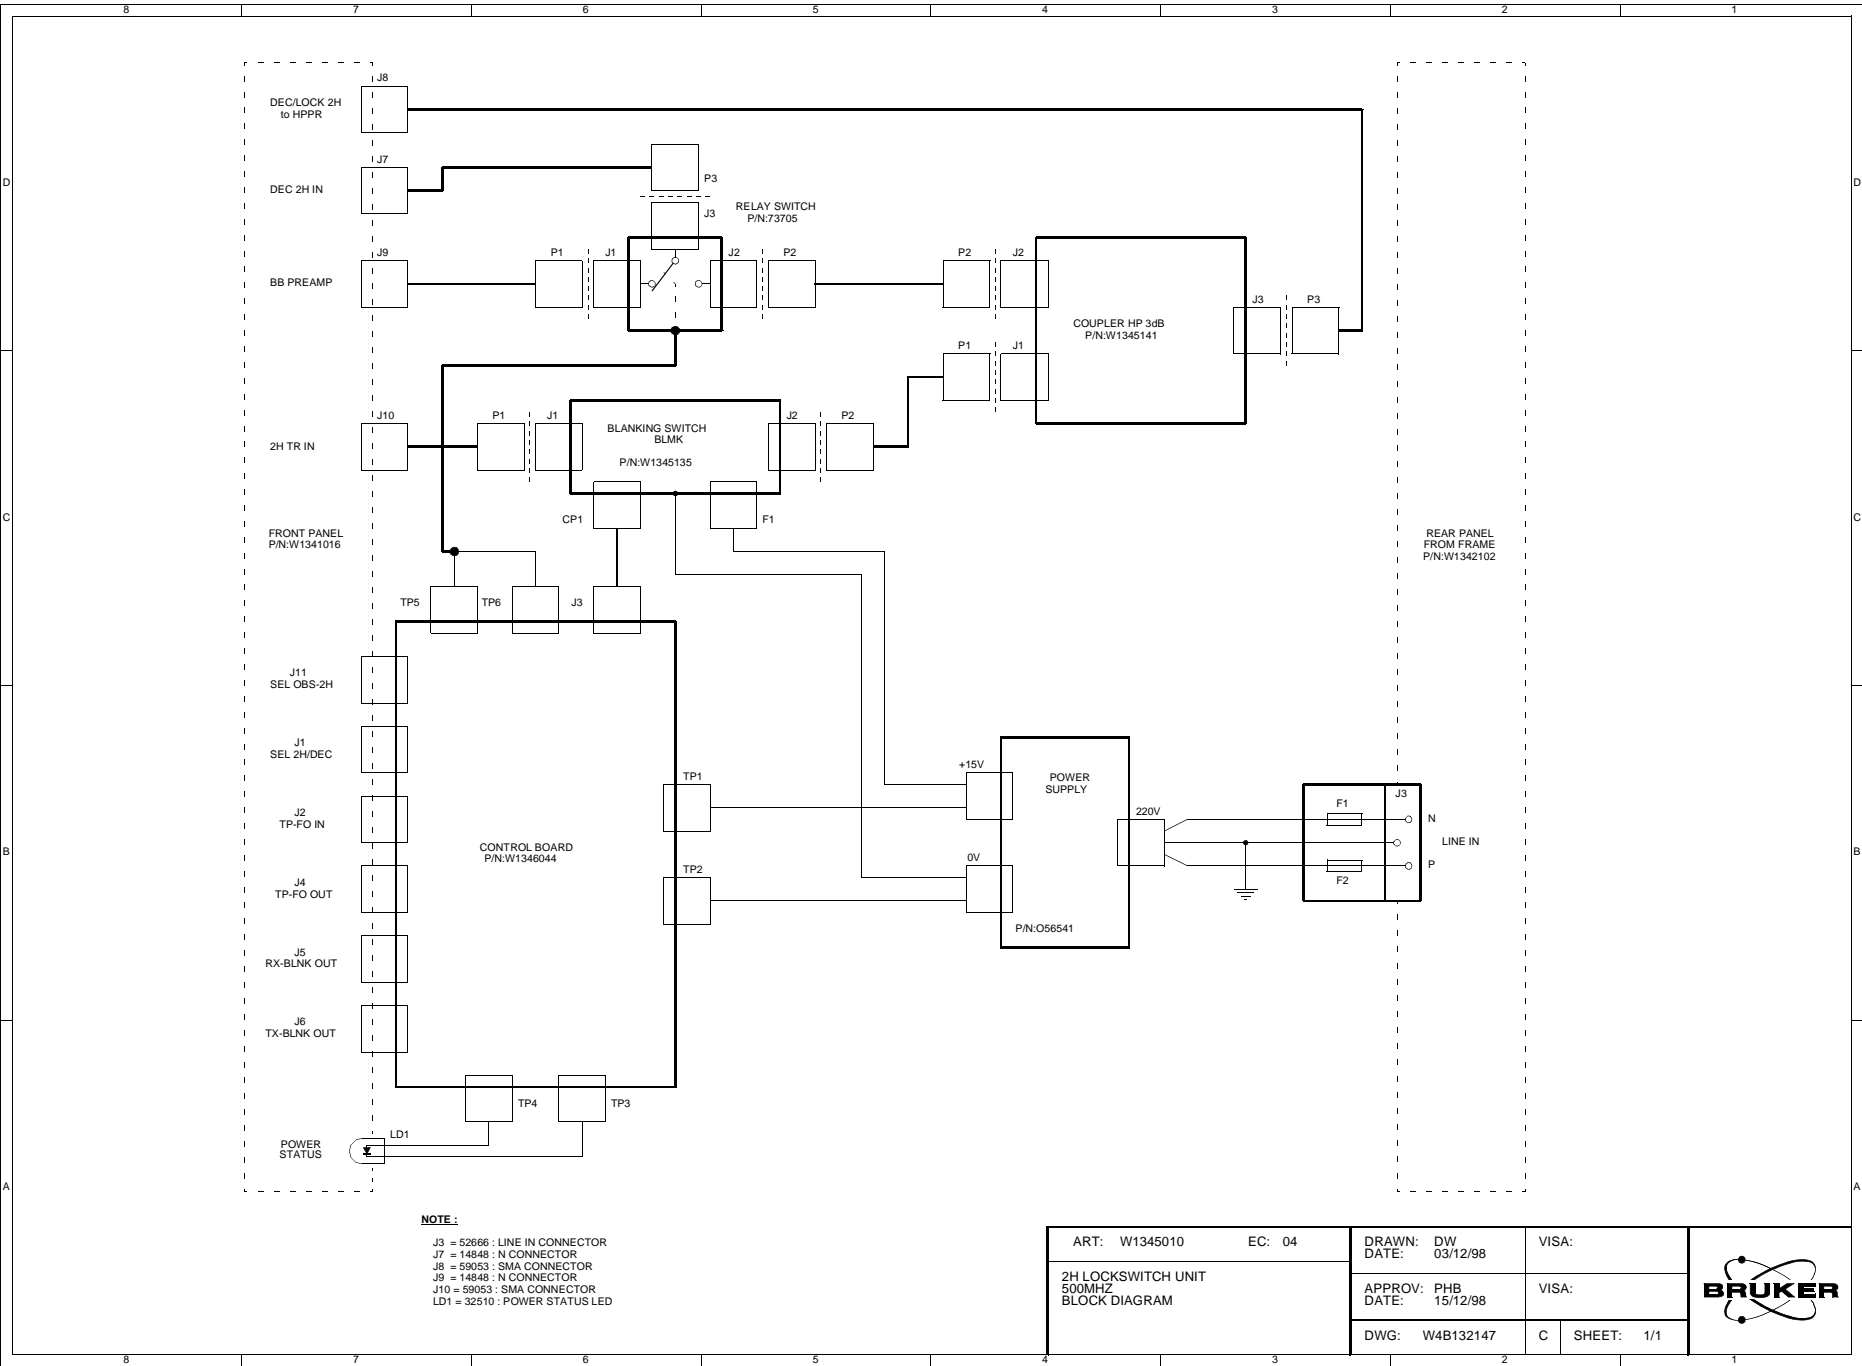 8 7 6 5 4 3 2 1
D
D
C
C
B
B
A
A
J8
DEC/LOCK 2H
to HPPR
J7
DEC 2H IN
P3
J3
RELAY SWITCH
P/N:73705
J9
BB PREAMP
P1
J1
J2
P2
P2
J2
COUPLER HP 3dB
P/N:W1345141
J3
P3
P1
J1
J10
2H TR IN
P1
J1
BLANKING SWITCH
BLMK
P/N:W1345135
J2
P2
CP1
F1
FRONT PANEL
P/N:W1341016
REAR PANEL
FROM FRAME
P/N:W1342102
TP5
TP6
J3
J11
SEL OBS-2H
J1
SEL 2H/DEC
J2
TP-FO IN
J4
TP-FO OUT
J5
RX-BLNK OUT
J6
TX-BLNK OUT
CONTROL BOARD
P/N:W1346044
TP1
TP2
+15V
0V
POWER
SUPPLY
P/N:O56541
220V
F1
F2
J3
N
LINE IN
P
TP4
TP3
LD1
POWER
STATUS
NOTE :
J3 = 52666 : LINE IN CONNECTOR
J7 = 14848 : N CONNECTOR
J8 = 59053 : SMA CONNECTOR
J9 = 14848 : N CONNECTOR
J10 = 59053 : SMA CONNECTOR
LD1 = 32510 : POWER STATUS LED
ART: W1345010 EC: 04
2H LOCKSWITCH UNIT
500MHZ
BLOCK DIAGRAM
DRAWN: DW
DATE: 03/12/98
VISA:
APPROV: PHB
DATE: 15/12/98
VISA:
DWG: W4B132147
C
SHEET: 1/1
BRUKER
8 7 6 5 4 3 2 1